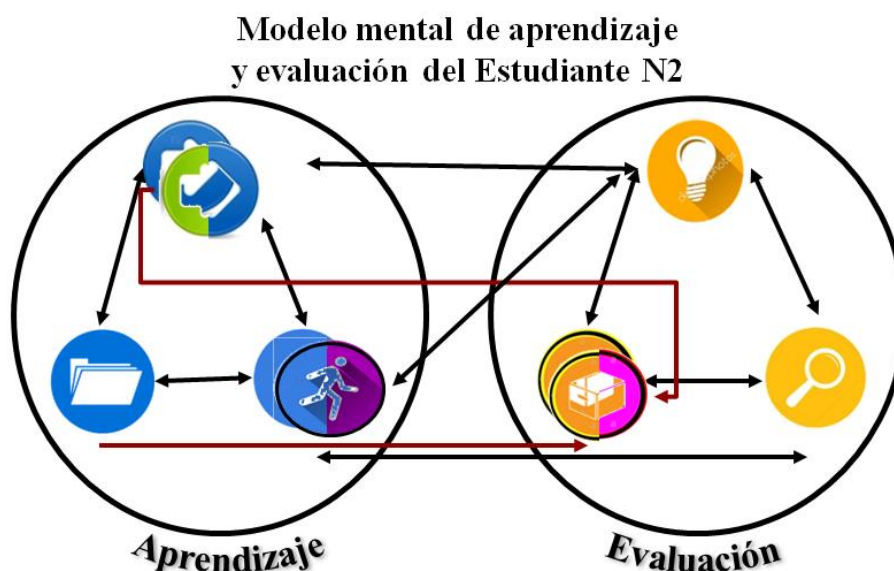 Modelo mental de aprendizaje
y evaluación del Estudiante N2
Aprendizaje
Evaluación